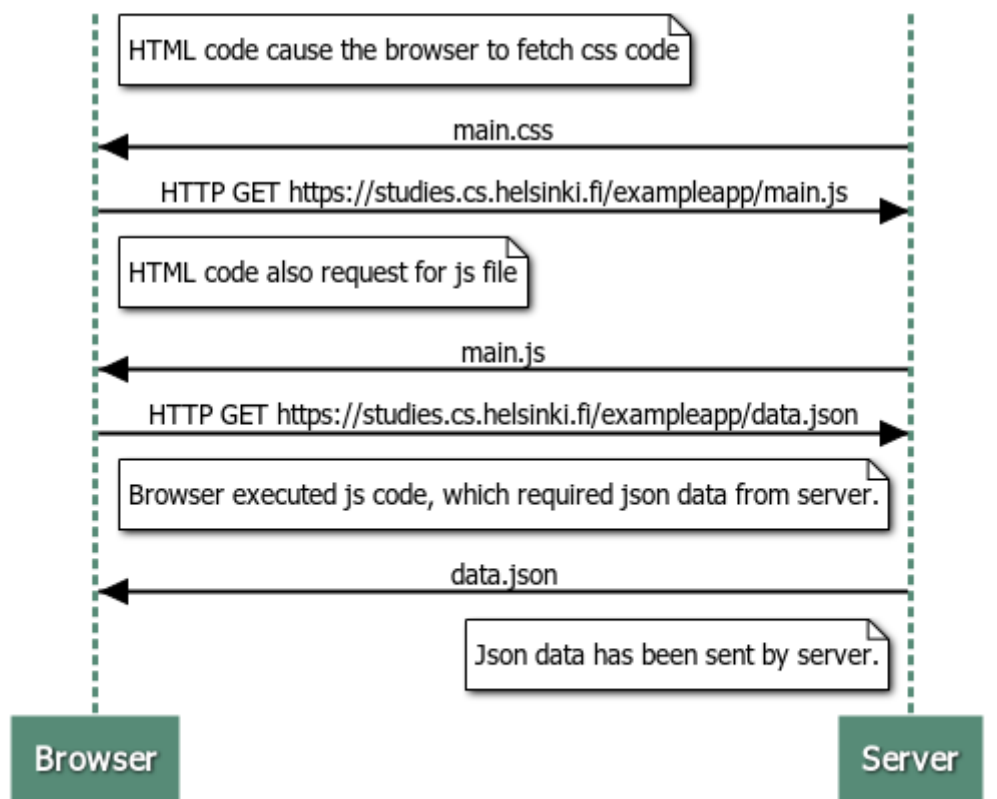 HTML code cause the browser to fetch css code
main.css
HTTP GET https://studies.cs.helsinki.fi/exampleapp/main.js
HTML code also request for js file
main.js
HTTP GET https://studies.cs.helsinki.fi/exampleapp/data.json
Browser executed js code, which required json data from server.
data.json
Json data has been sent by server.
Browser
Server